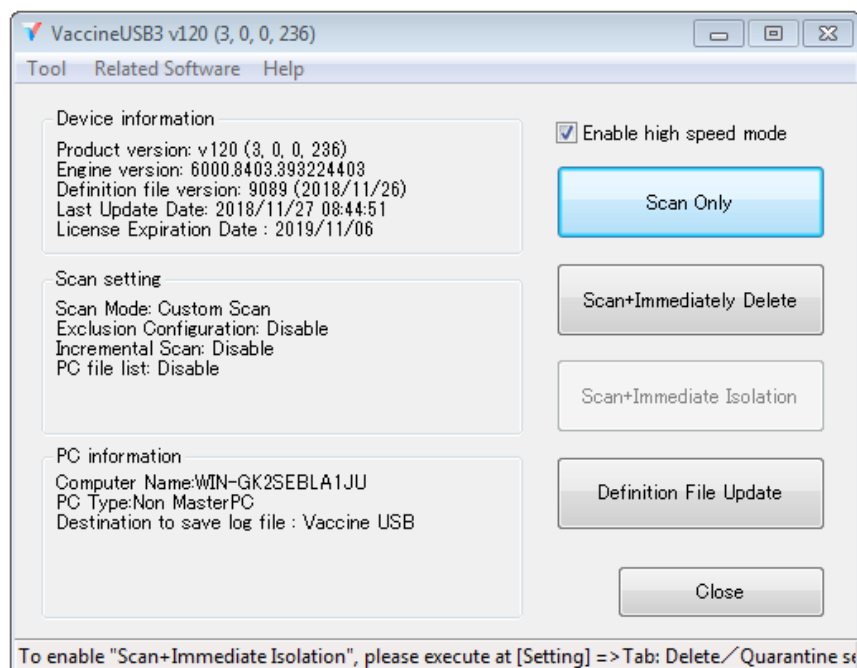 VaccineUSB3 v120 (3, 0, 0, 236)
Tool Related Software Help
Device information
Product version: v120 (3, 0, 0, 236)
Engine version: 6000.8403.393224403
Definition file version: 9089 (2018/11/26)
Last Update Date: 2018/11/27 08:44:51
License Expiration Date : 2019/11/06
Enable high speed mode
Scan Only
Scan setting
Scan Mode: Custom Scan
Exclusion Configuration: Disable
Incremental Scan: Disable
PC file list: Disable
Scan+Immediately Delete
Scan+Immediate Isolation
PC information
Computer Name:WIN-GK2SEBLA1JU
PC Type:Non MasterPC
Destination to save log file : Vaccine USB
Definition File Update
Close
To enable "Scan+Immediate Isolation", please execute at [Setting] =>Tab: Delete／Quarantine se